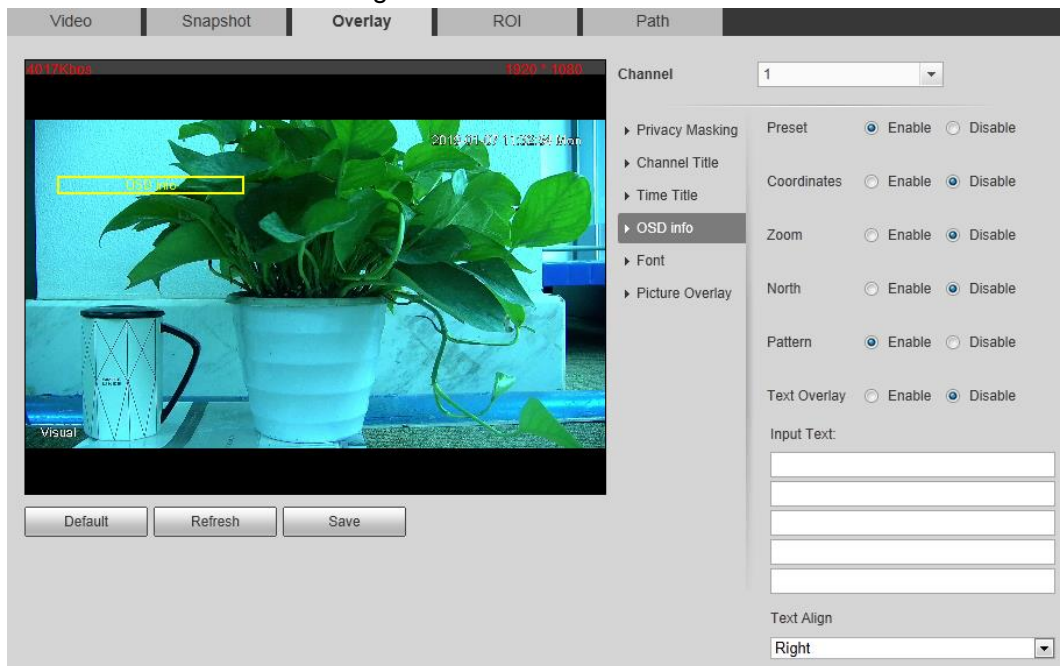 Video Snapshot Overlay ROI Path
4017Kbps 1920 * 1080
OSD info
Visual
Default Refresh Save
Channel 1
Privacy Masking
Channel Title
Time Title
OSD info
Font
Picture Overlay
Preset Enable Disable
Coordinates Enable Disable
Zoom Enable Disable
North Enable Disable
Pattern Enable Disable
Text Overlay Enable Disable
Input Text:
Text Align
Right